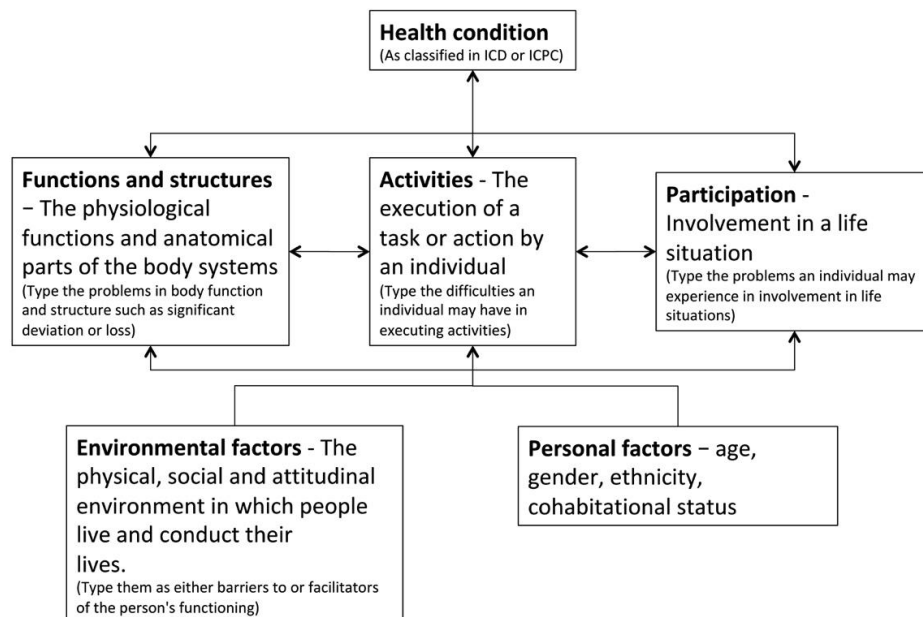 Health condition
(As classified in ICD or ICPC)
Functions and structures
– The physiological
functions and anatomical
parts of the body systems
(Type the problems in body function
and structure such as significant
deviation or loss)
Activities - The
execution of a
task or action by
an individual
(Type the difficulties an
individual may have in
executing activities)
Participation -
Involvement in a life
situation
(Type the problems an individual may
experience in involvement in life
situations)
Environmental factors - The
physical, social and attitudinal
environment in which people
live and conduct their
lives.
(Type them as either barriers to or facilitators
of the person's functioning)
Personal factors – age,
gender, ethnicity,
cohabitational status